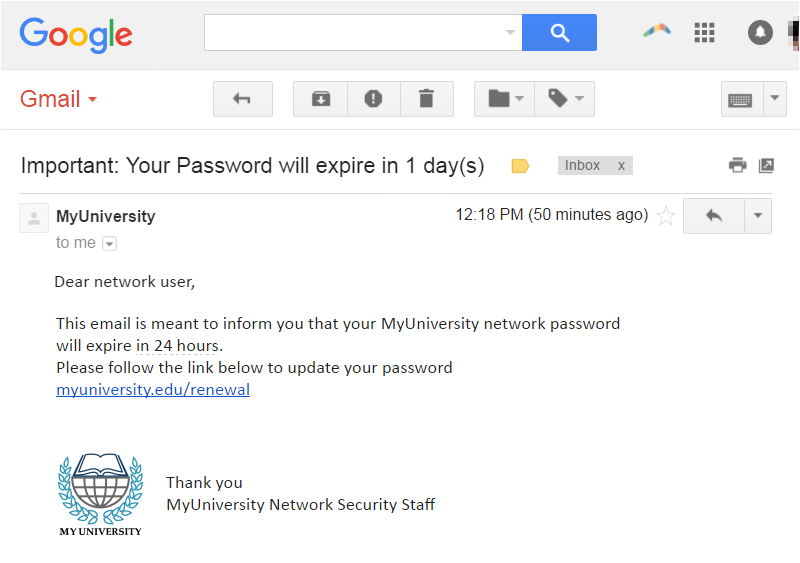 Google
Gmail
Important: Your Password will expire in 1 day(s)
Inbox x
MyUniversity
12:18 PM (50 minutes ago)
to me
Dear network user,
This email is meant to inform you that your MyUniversity network password
will expire in 24 hours.
Please follow the link below to update your password
myuniversity.edu/renewal
Thank you
MyUniversity Network Security Staff
MY UNIVERSITY